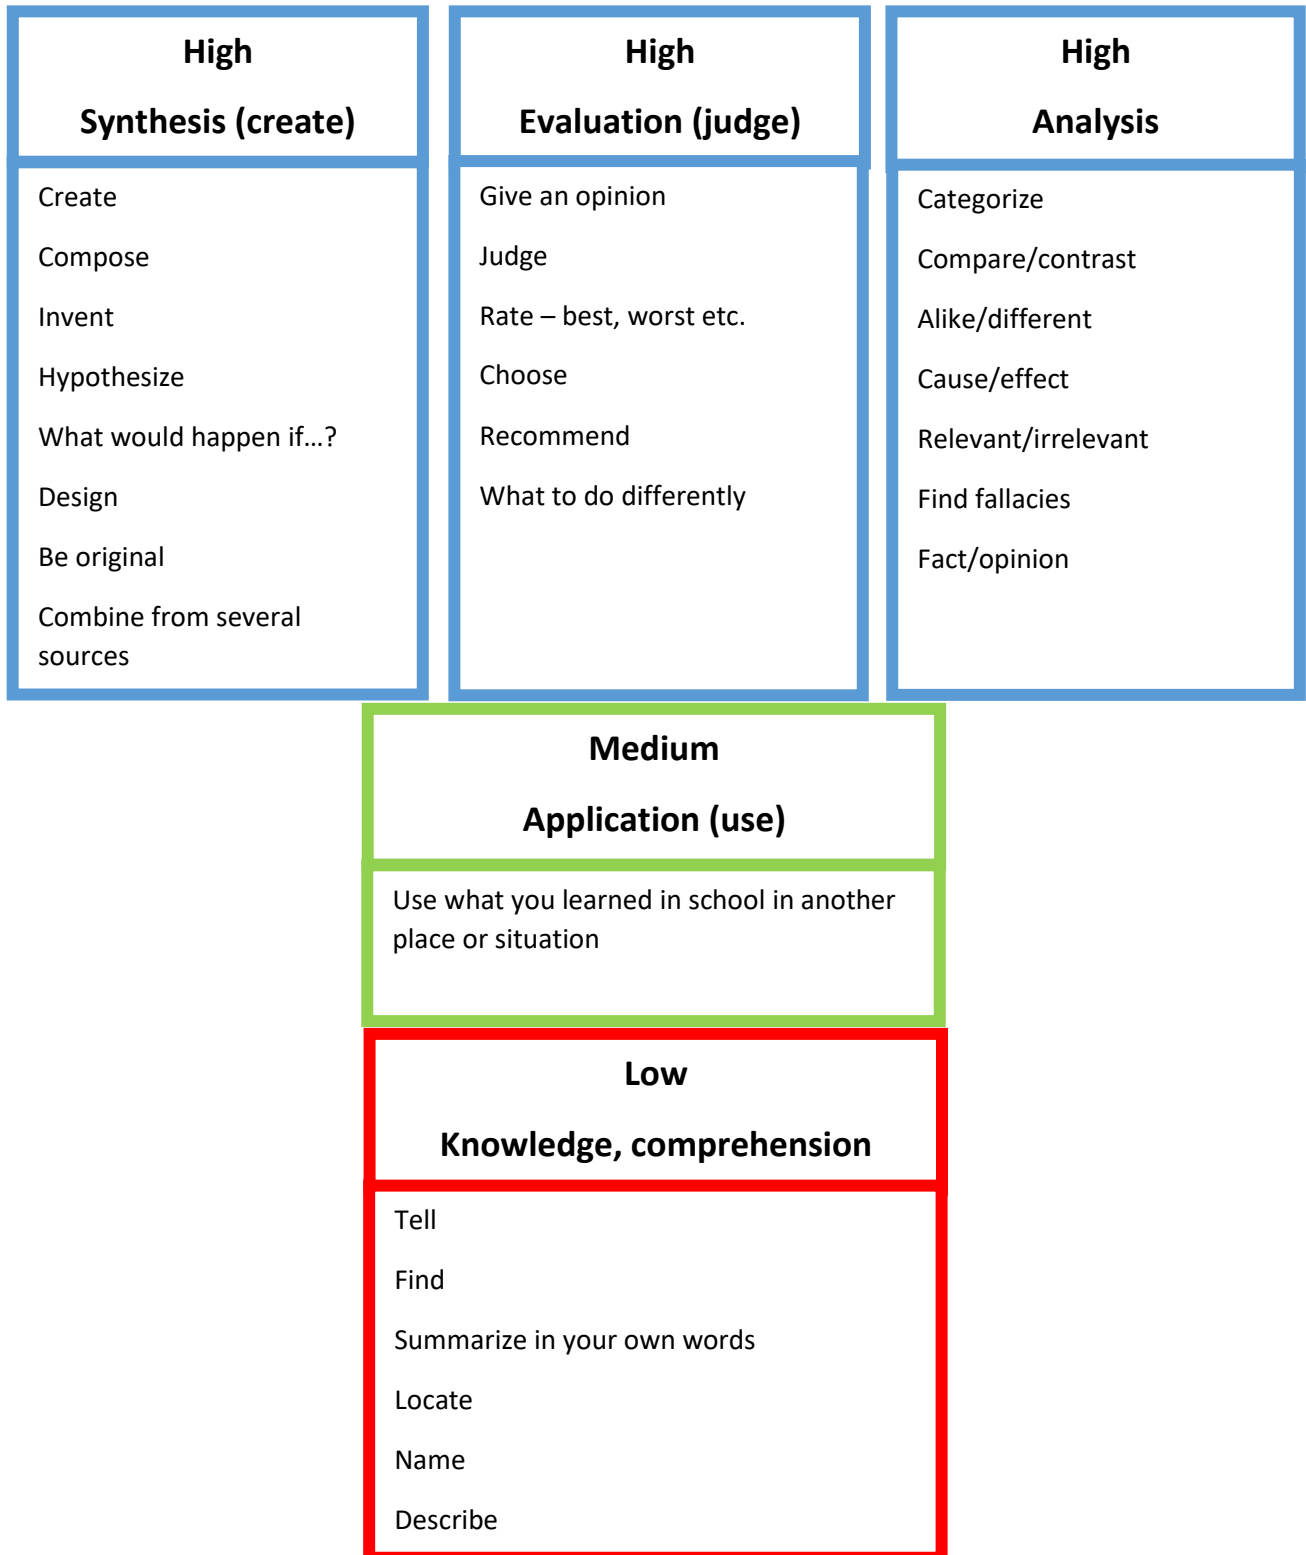 High
Synthesis (create)
Create
Compose
Invent
Hypothesize
What would happen if…?
Design
Be original
Combine from several
sources
High
Evaluation (judge)
Give an opinion
Judge
Rate – best, worst etc.
Choose
Recommend
What to do differently
High
Analysis
Categorize
Compare/contrast
Alike/different
Cause/effect
Relevant/irrelevant
Find fallacies
Fact/opinion
Medium
Application (use)
Use what you learned in school in another
place or situation
Low
Knowledge, comprehension
Tell
Find
Summarize in your own words
Locate
Name
Describe